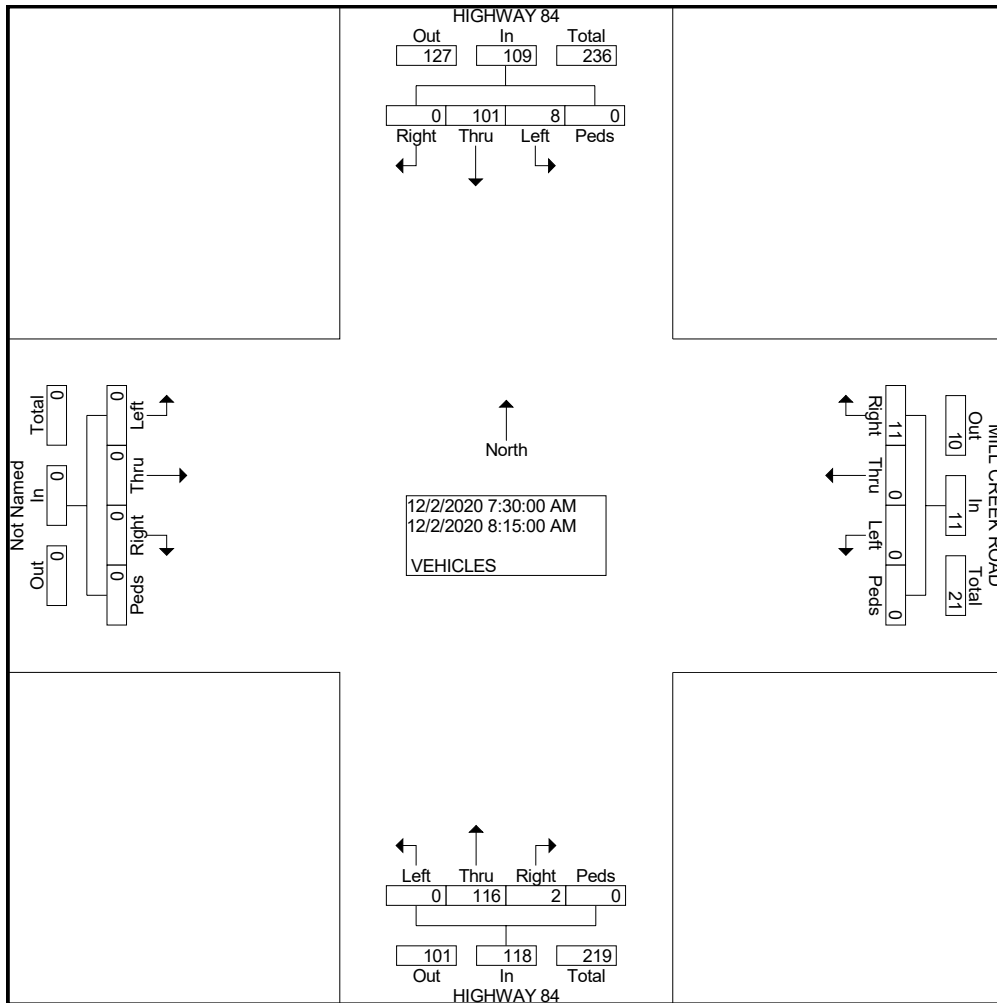 HIGHWAY 84
Out In Total
127 109 236
0 101 8 0
Right Thru Left Peds
Not Named
Total In Out
0 0 0
0 0 0 0
Left Thru Right Peds
North
12/2/2020 7:30:00 AM
12/2/2020 8:15:00 AM
VEHICLES
Right Thru Left Peds
11 0 0 0
Out In Total
10 11 21
MILL CREEK ROAD
Left Thru Right Peds
0 116 2 0
101 118 219
Out In Total
HIGHWAY 84